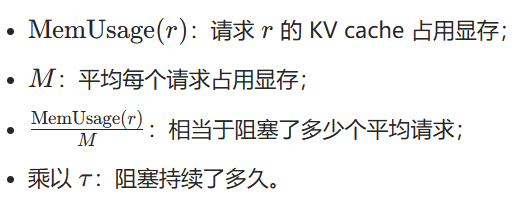 • MemUsage(r)：请求 r 的 KV cache 占用显存；
• M：平均每个请求占用显存；
• MemUsage(r)/M：相当于阻塞了多少个平均请求；
• 乘以 τ：阻塞持续了多久。